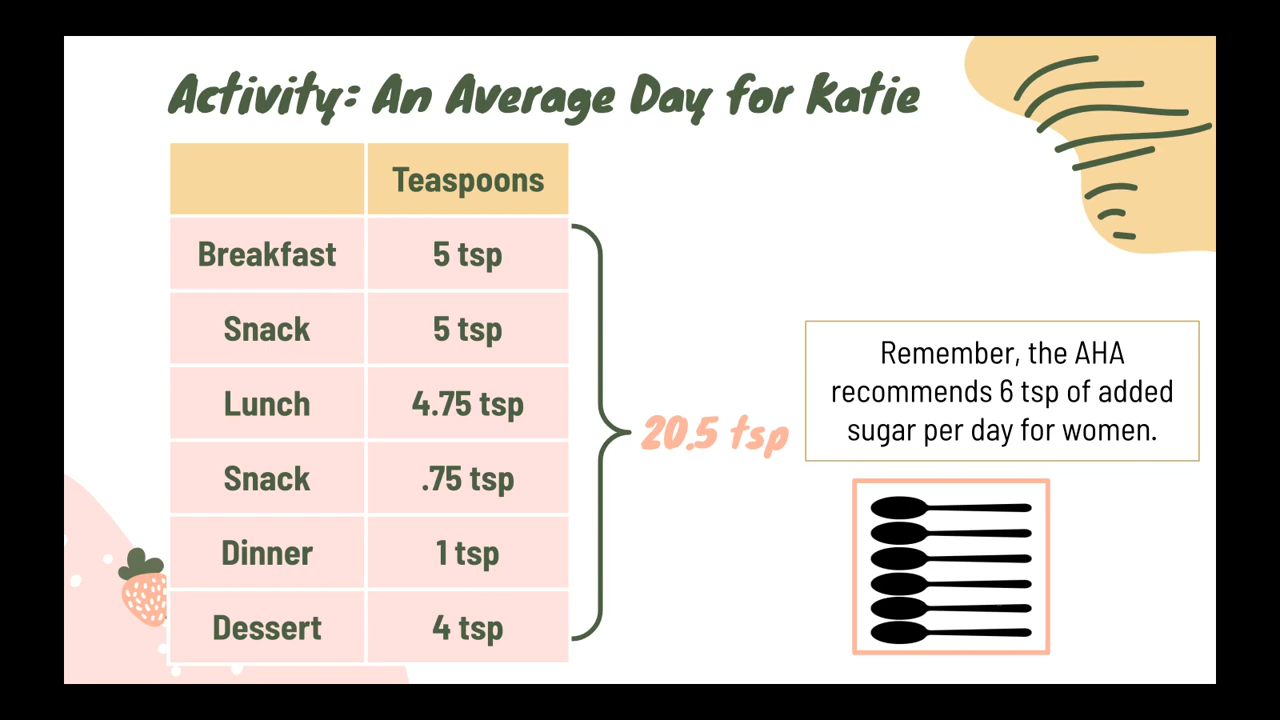 Activity: An Average Day for Katie
Teaspoons
Breakfast 5 tsp
Snack 5 tsp
Lunch 4.75 tsp
Snack .75 tsp
Dinner 1 tsp
Dessert 4 tsp
20.5 tsp
Remember, the AHA
recommends 6 tsp of added
sugar per day for women.